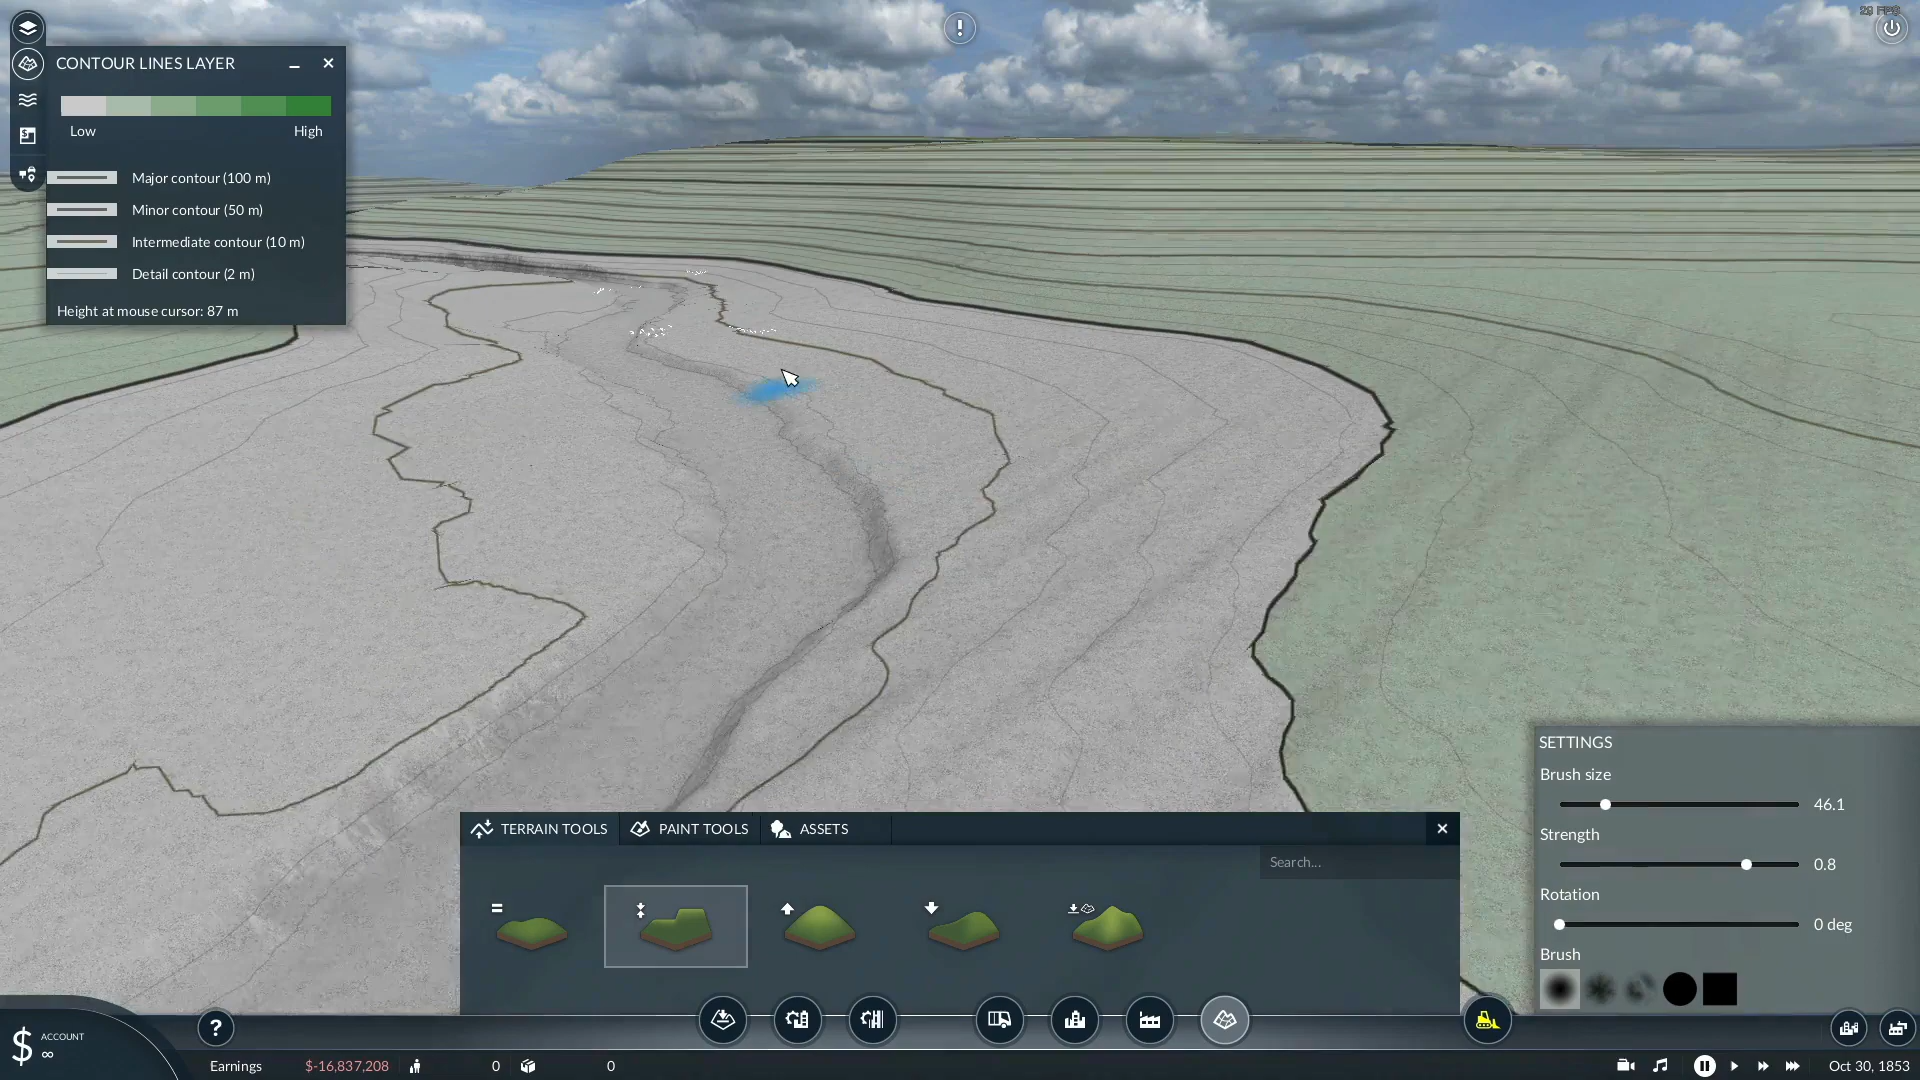 29 FPS
CONTOUR LINES LAYER
Low High
Major contour (100 m)
Minor contour (50 m)
Intermediate contour (10 m)
Detail contour (2 m)
Height at mouse cursor: 87 m
SETTINGS
Brush size
46.1
Strength
0.8
Rotation
0 deg
Brush
TERRAIN TOOLS PAINT TOOLS ASSETS
Search...
?
$ ACCOUNT
∞
Earnings $-16,837,208 0 0 Oct 30, 1853